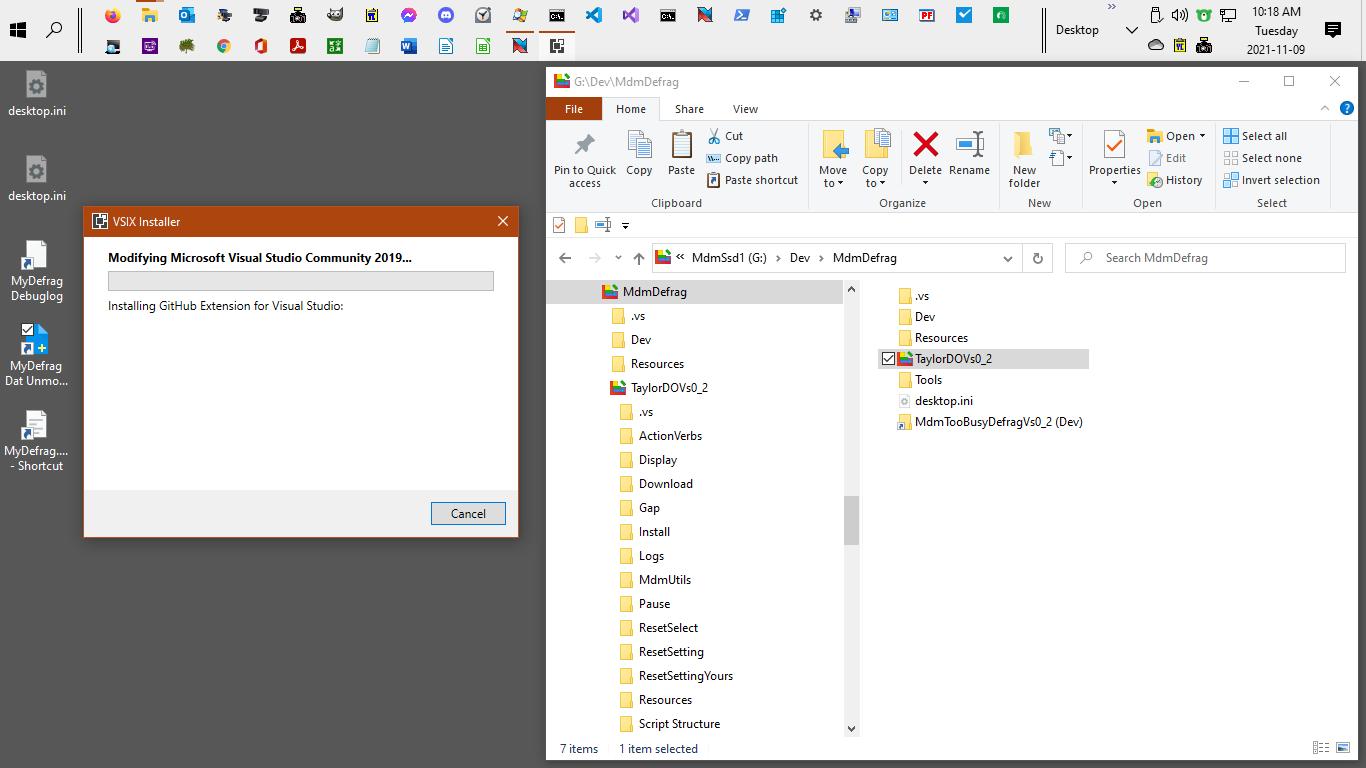 Desktop
»
10:18 AM
Tuesday
2021-11-09
desktop.ini
desktop.ini
MyDefrag
Debuglog
MyDefrag
Dat Unmo...
MyDefrag....
- Shortcut
VSIX Installer
Modifying Microsoft Visual Studio Community 2019...
Installing GitHub Extension for Visual Studio:
Cancel
G:\Dev\MdmDefrag
File Home Share View
Pin to Quick
access
Copy
Paste
Cut
Copy path
Paste shortcut
Clipboard
Move
to
Copy
to
Delete
Rename
Organize
New
folder
New
Properties
Open
Edit
History
Open
Select all
Select none
Invert selection
Select
« MdmSsd1 (G:) › Dev › MdmDefrag
Search MdmDefrag
MdmDefrag
.vs
Dev
Resources
TaylorDOVs0_2
.vs
ActionVerbs
Display
Download
Gap
Install
Logs
MdmUtils
Pause
ResetSelect
ResetSetting
ResetSettingYours
Resources
Script Structure
.vs
Dev
Resources
TaylorDOVs0_2
Tools
desktop.ini
MdmTooBusyDefragVs0_2 (Dev)
7 items
1 item selected